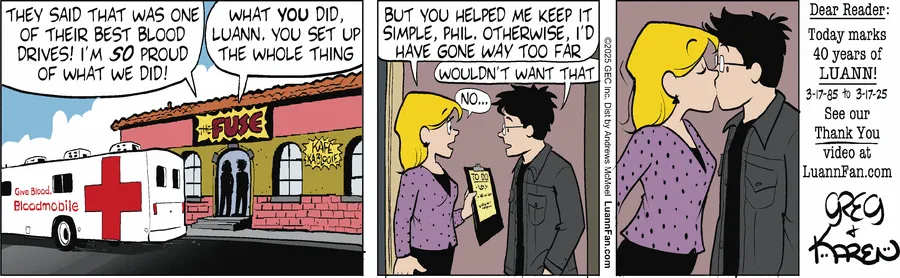 THEY SAID THAT WAS ONE
OF THEIR BEST BLOOD
DRIVES! I'M SO PROUD
OF WHAT WE DID!
WHAT YOU DID,
LUANN. YOU SET UP
THE WHOLE THING
THE
FUSE
KAFF
KABLOOIES
Give Blood,
Bloodmobile
BUT YOU HELPED ME KEEP IT
SIMPLE, PHIL. OTHERWISE, I'D
HAVE GONE WAY TOO FAR
WOULDN'T WANT THAT
NO...
TO DO
©2025 GEC Inc. Dist by Andrews McMeel LuannFan.com
Dear Reader:
Today marks
40 years of
LUANN!
3-17-85 to 3-17-25
See our
Thank You
video at
LuannFan.com
GREG
&
KAREN